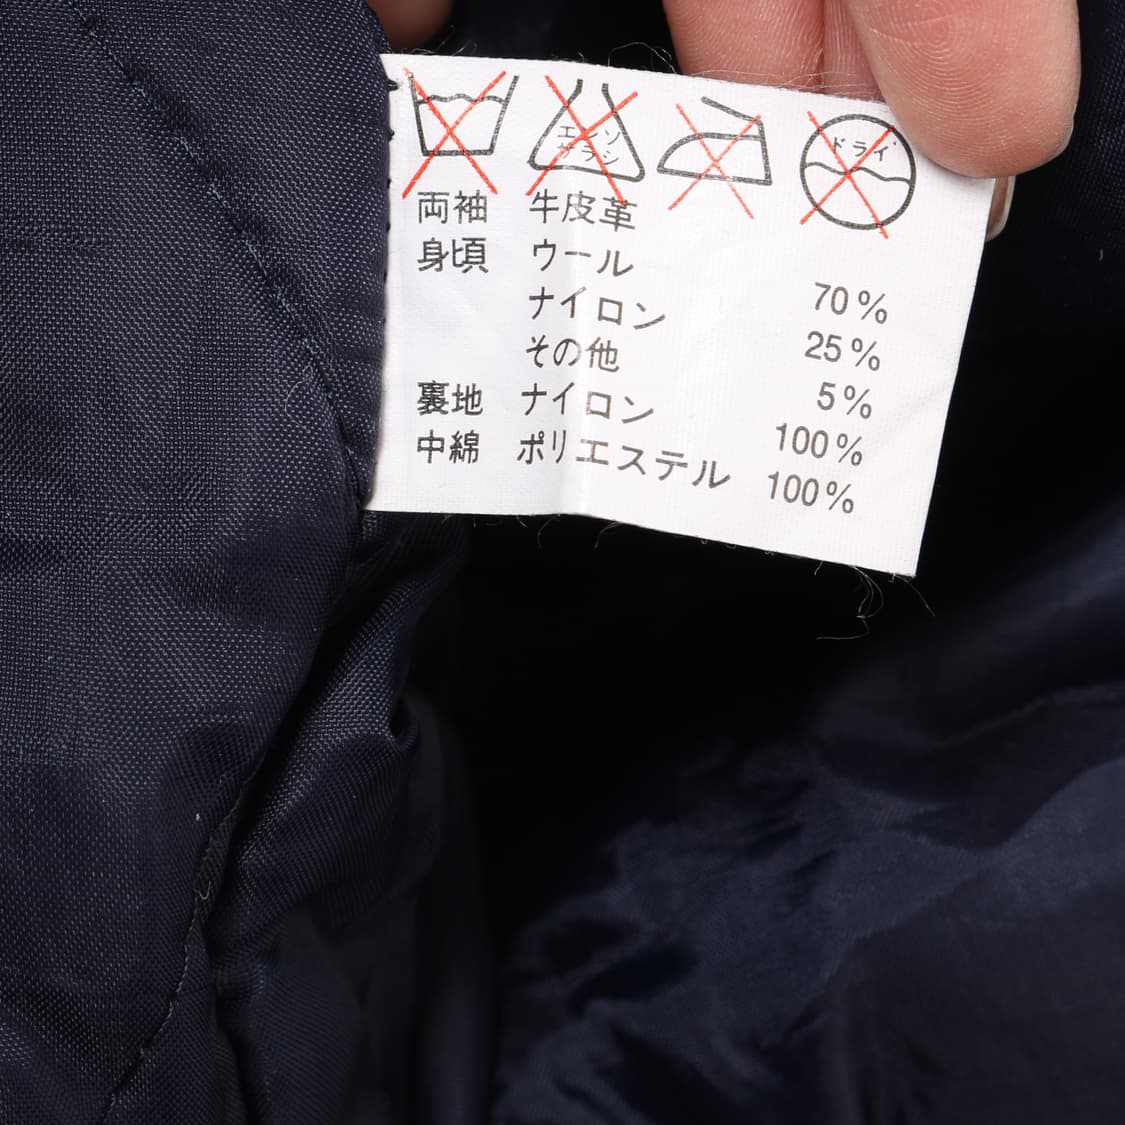 エンソ
サラシ
ドライ
両袖 牛皮革
身頃 ウール 70%
ナイロン 25%
その他 5%
裏地 ナイロン 100%
中綿 ポリエステル 100%